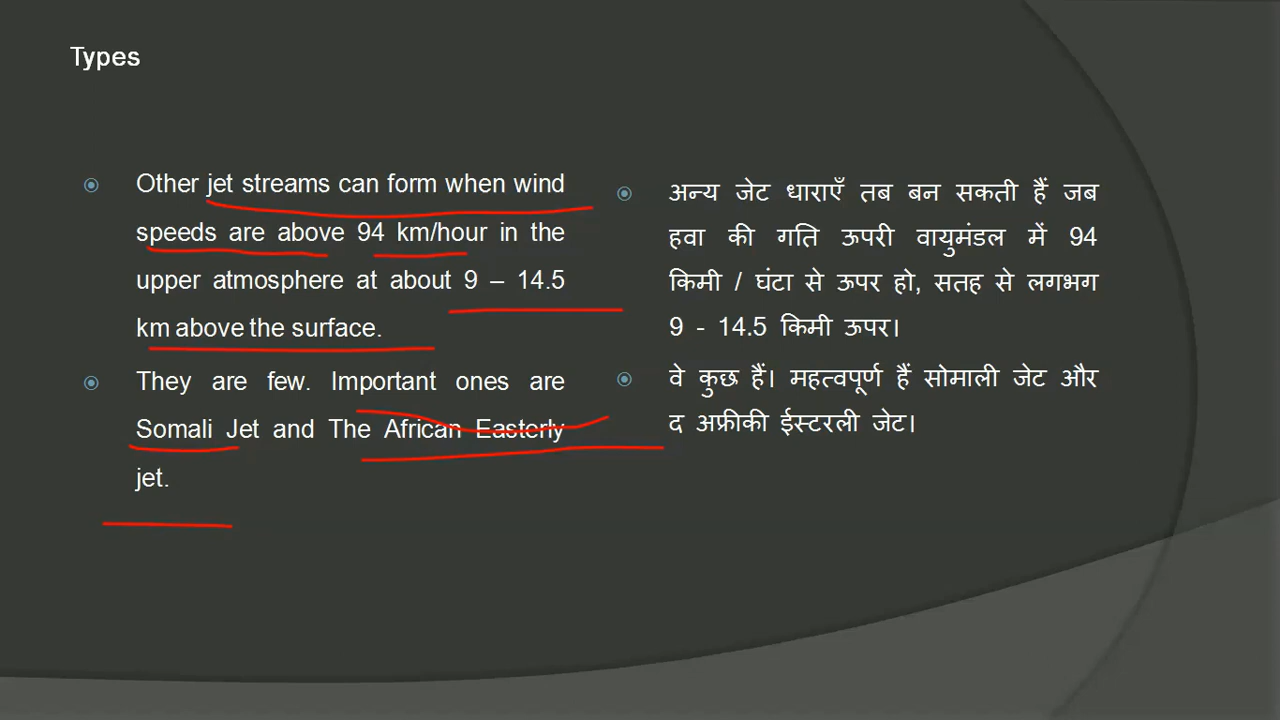 Types
Other jet streams can form when wind
speeds are above 94 km/hour in the
upper atmosphere at about 9 – 14.5
km above the surface.
They are few. Important ones are
Somali Jet and The African Easterly
jet.
अन्य जेट धाराएँ तब बन सकती हैं जब
हवा की गति ऊपरी वायुमंडल में 94
किमी / घंटा से ऊपर हो, सतह से लगभग
9 - 14.5 किमी ऊपर।
वे कुछ हैं। महत्वपूर्ण हैं सोमाली जेट और
द अफ्रीकी ईस्टरली जेट।